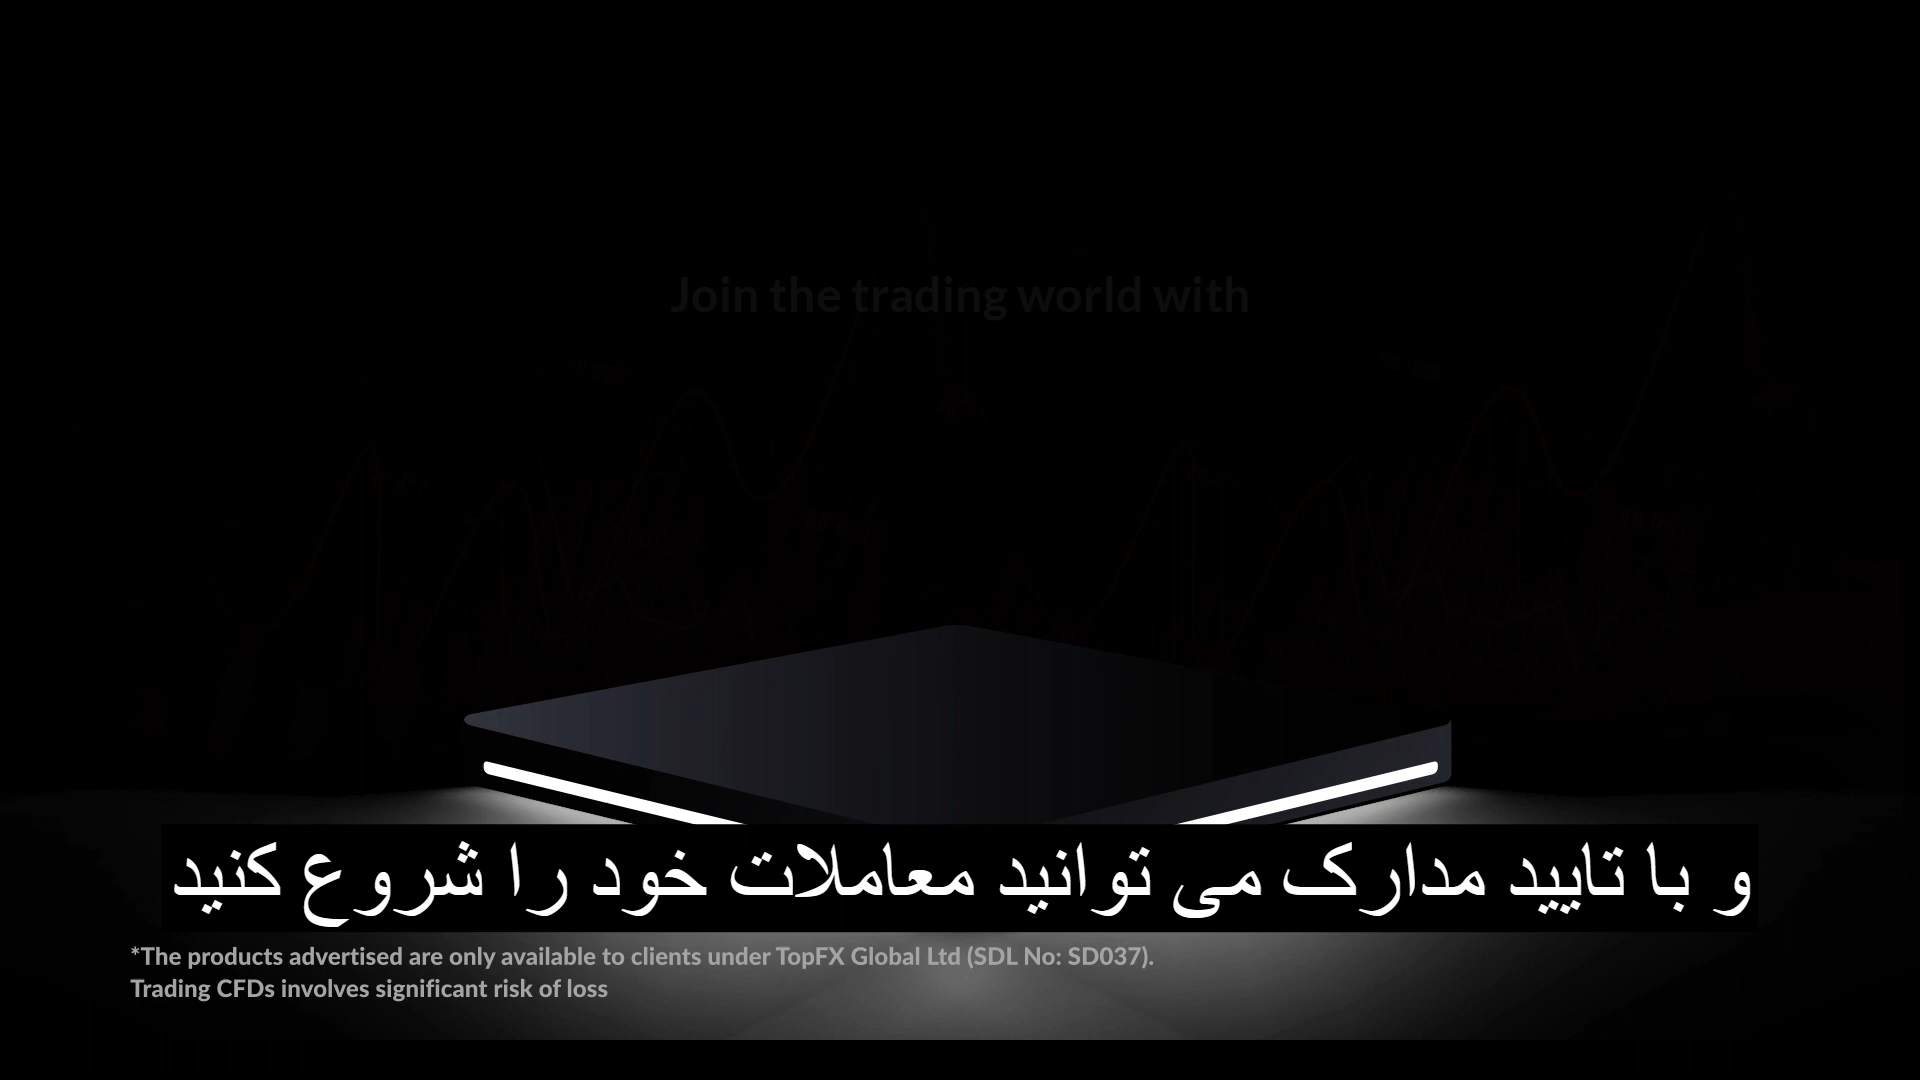 Join the trading world with
و با تایید مدارک می توانید معاملات خود را شروع کنید
*The products advertised are only available to clients under TopFX Global Ltd (SDL No: SD037).
Trading CFDs involves significant risk of loss